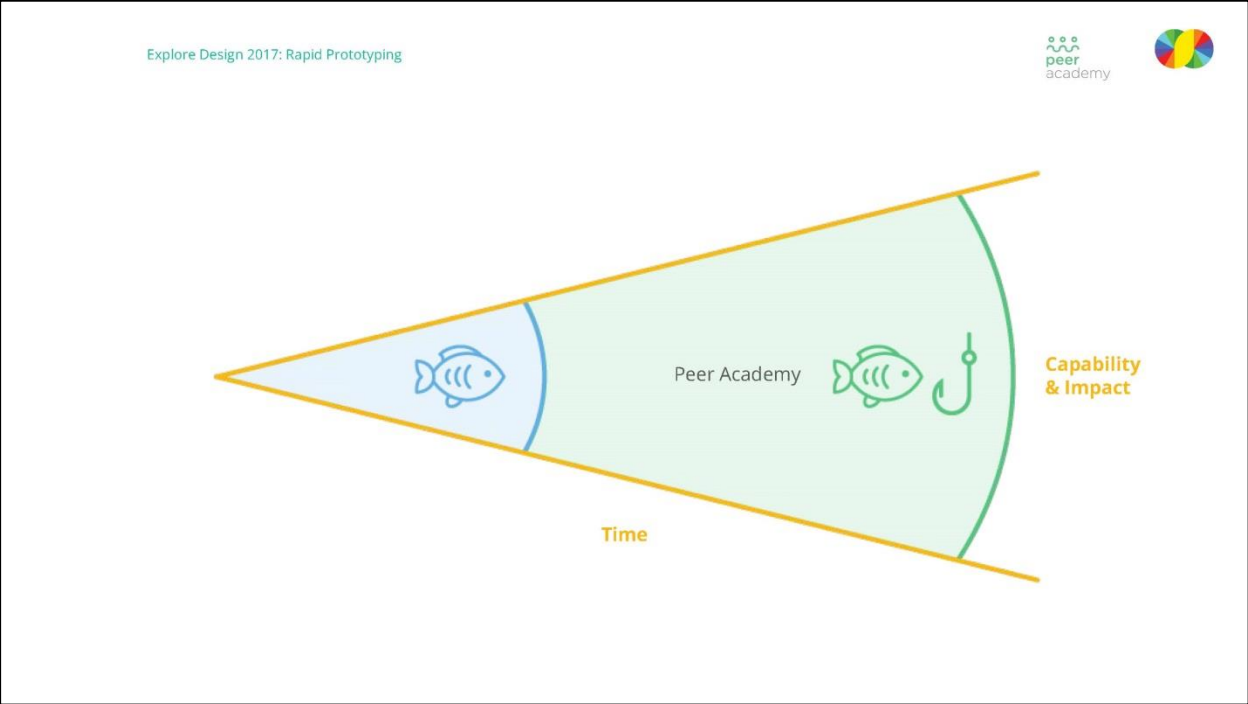 Explore Design 2017: Rapid Prototyping
peer
academy
Peer Academy
Capability
& Impact
Time